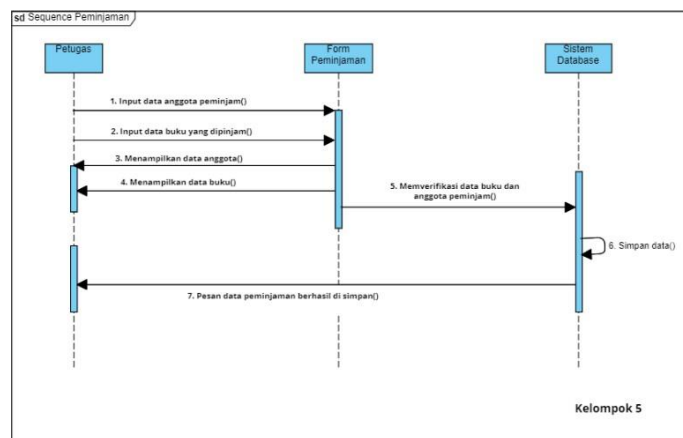 sd Sequence Peminjaman
Petugas
Form
Peminjaman
Sistem
Database
1. Input data anggota peminjam()
2. Input data buku yang dipinjam()
3. Menampilkan data anggota()
4. Menampilkan data buku()
5. Memverifikasi data buku dan
anggota peminjam()
6. Simpan data()
7. Pesan data peminjaman berhasil di simpan()
Kelompok 5